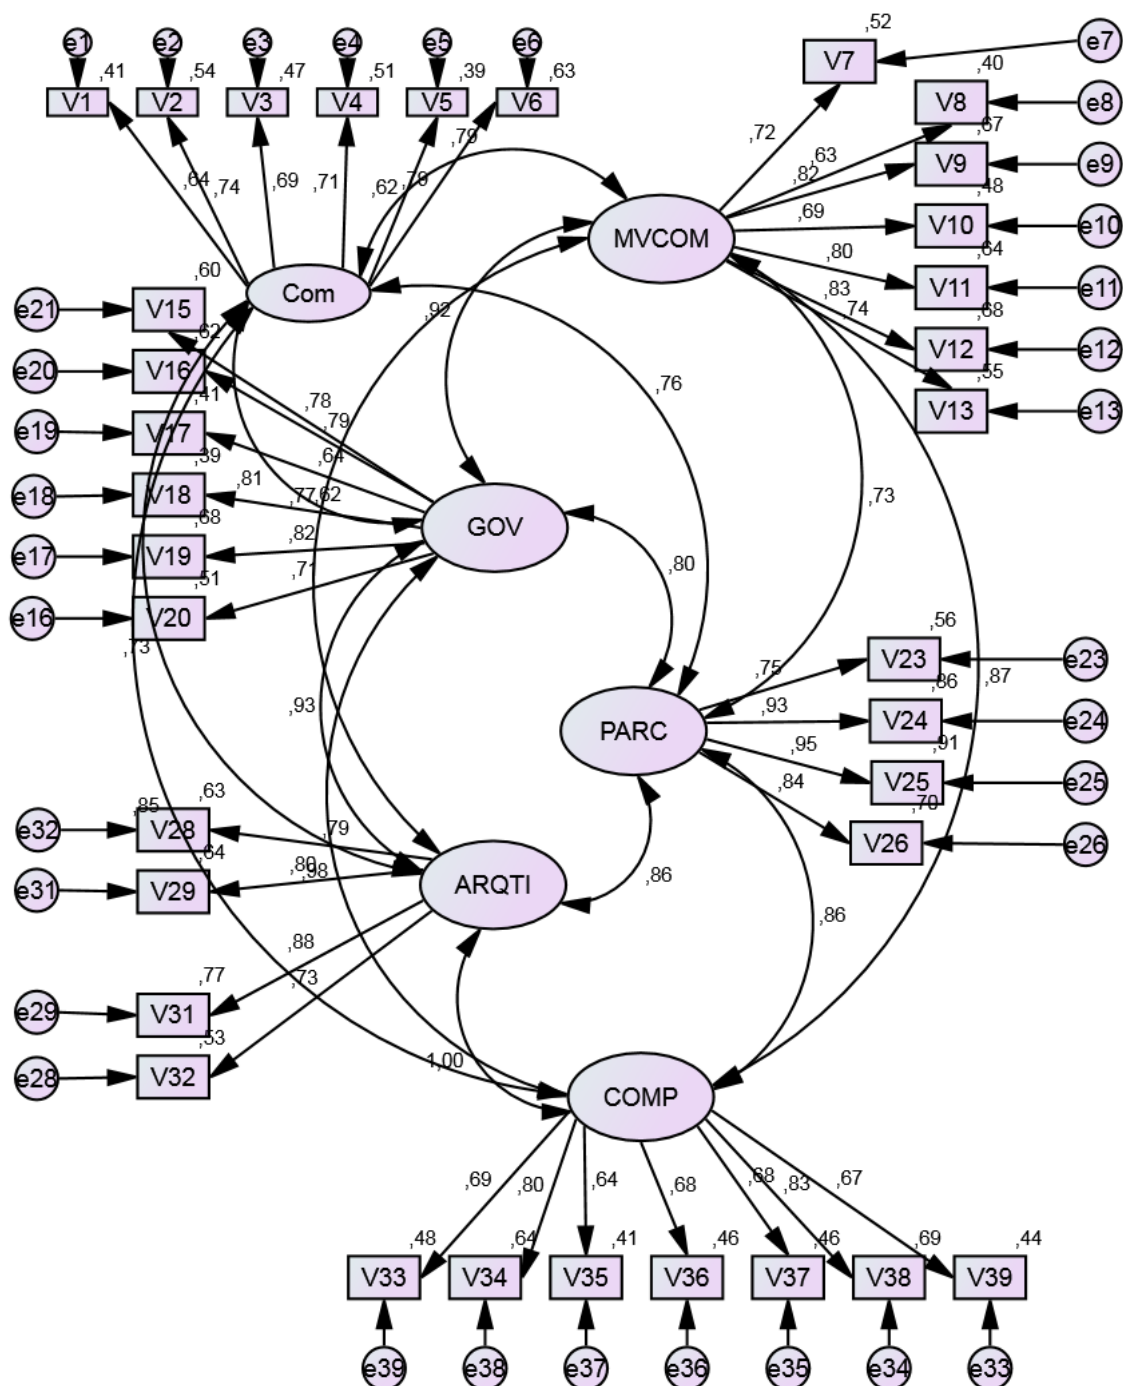 e1 e2 e3 e4 e5 e6
,41 ,54 ,47 ,51 ,39 ,63
V1 V2 V3 V4 V5 V6
,52
V7 e7
,40
V8 e8
,67
V9 e9
,48
V10 e10
,64
V11 e11
,68
V12 e12
,55
V13 e13
,72
,63
,82
,69
,80
,83
,74
MVCOM
,64 ,74 ,69 ,71 ,62 ,79 ,79
Com
,60
e21 V15
,62
e20 V16
,41
e19 V17
,39
e18 V18
,68
e17 V19
,51
e16 V20
,92
,76
,78
,79
,64
,81 ,77 ,62
,82
,71
GOV
,73
,80
,73
,93
,87
PARC
,75
,93
,95
,84
,56
V23 e23
,86
V24 e24
,91
V25 e25
,70
V26 e26
,85
,63
e32 V28
,64
e31 V29
,77
e29 V31
,53
e28 V32
,79
,80 ,98
,88
,73
ARQTI
,86
,86
1,00
COMP
,69 ,80 ,64 ,68 ,68 ,83 ,67
,48 ,64 ,41 ,46 ,46 ,69 ,44
V33 V34 V35 V36 V37 V38 V39
e39 e38 e37 e36 e35 e34 e33